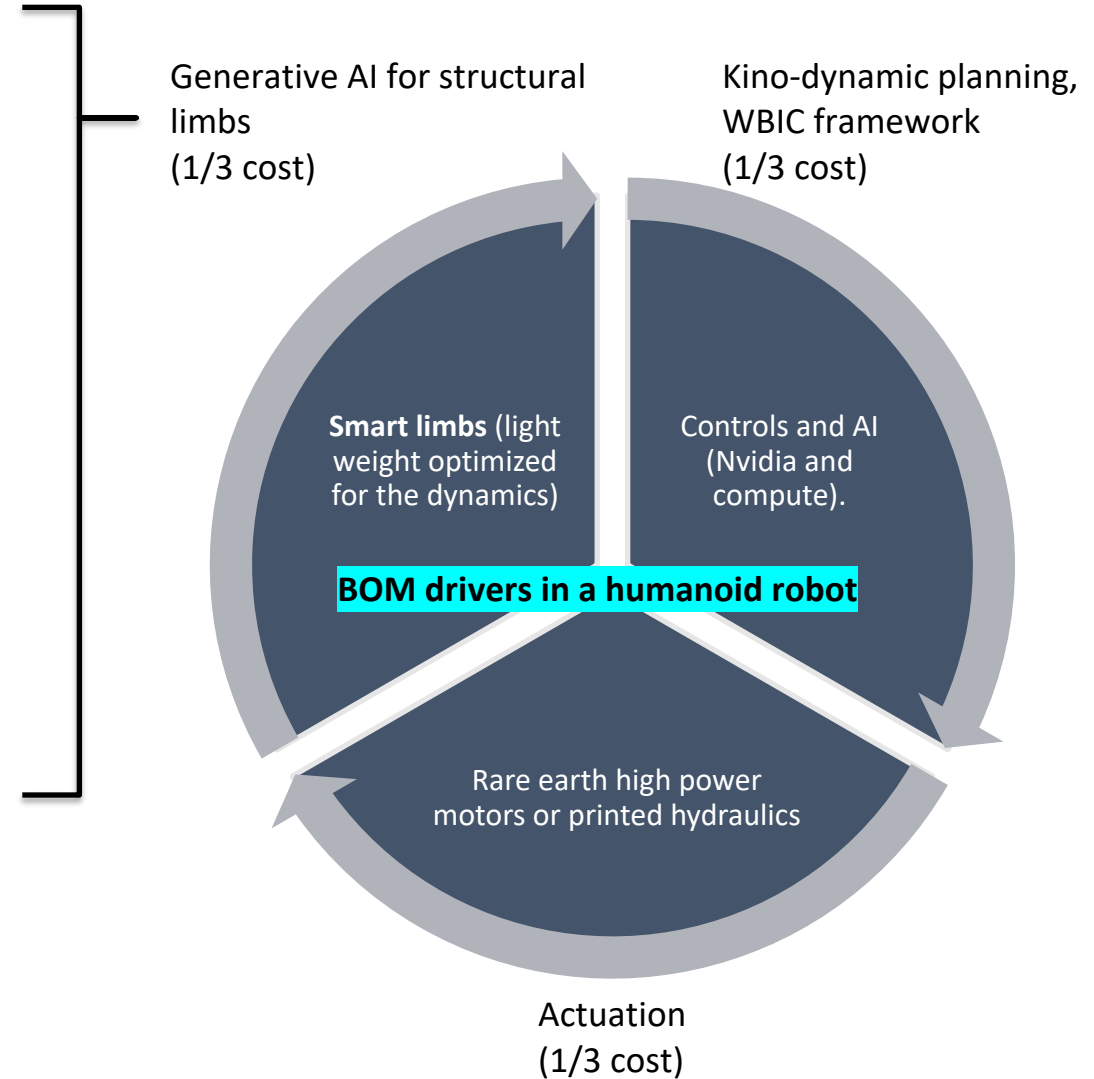 Generative AI for structural
limbs
(1/3 cost)
Kino-dynamic planning,
WBIC framework
(1/3 cost)
Smart limbs (light
weight optimized
for the dynamics)
Controls and AI
(Nvidia and
compute).
BOM drivers in a humanoid robot
Rare earth high power
motors or printed hydraulics
Actuation
(1/3 cost)